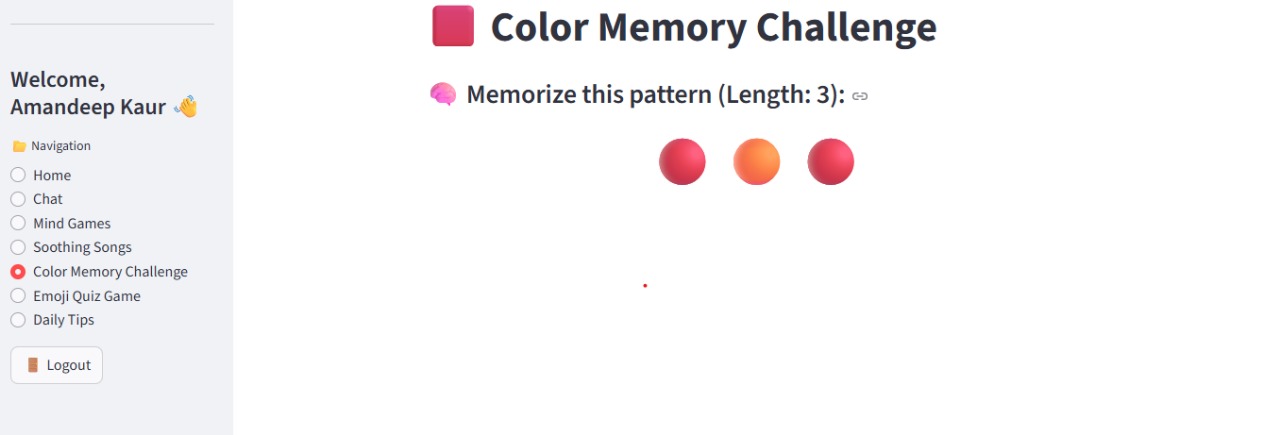 Welcome,
Amandeep Kaur 👋
📁 Navigation
Home
Chat
Mind Games
Soothing Songs
Color Memory Challenge
Emoji Quiz Game
Daily Tips
🚪 Logout
🟥 Color Memory Challenge
🧠 Memorize this pattern (Length: 3):
🔴 🟠 🔴